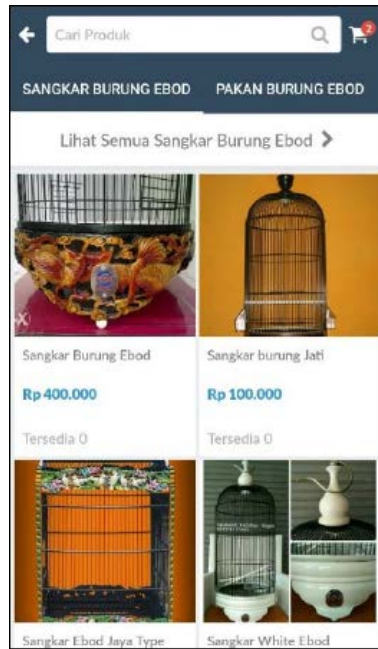 Cari Produk
2
SANGKAR BURUNG EBOD
PAKAN BURUNG EBOD
Lihat Semua Sangkar Burung Ebod
Sangkar Burung Ebod
Sangkar burung Jati
Rp 400.000
Rp 100.000
Tersedia 0
Tersedia 0
Sangkar Ebod Jaya Type
Sangkar White Ebod